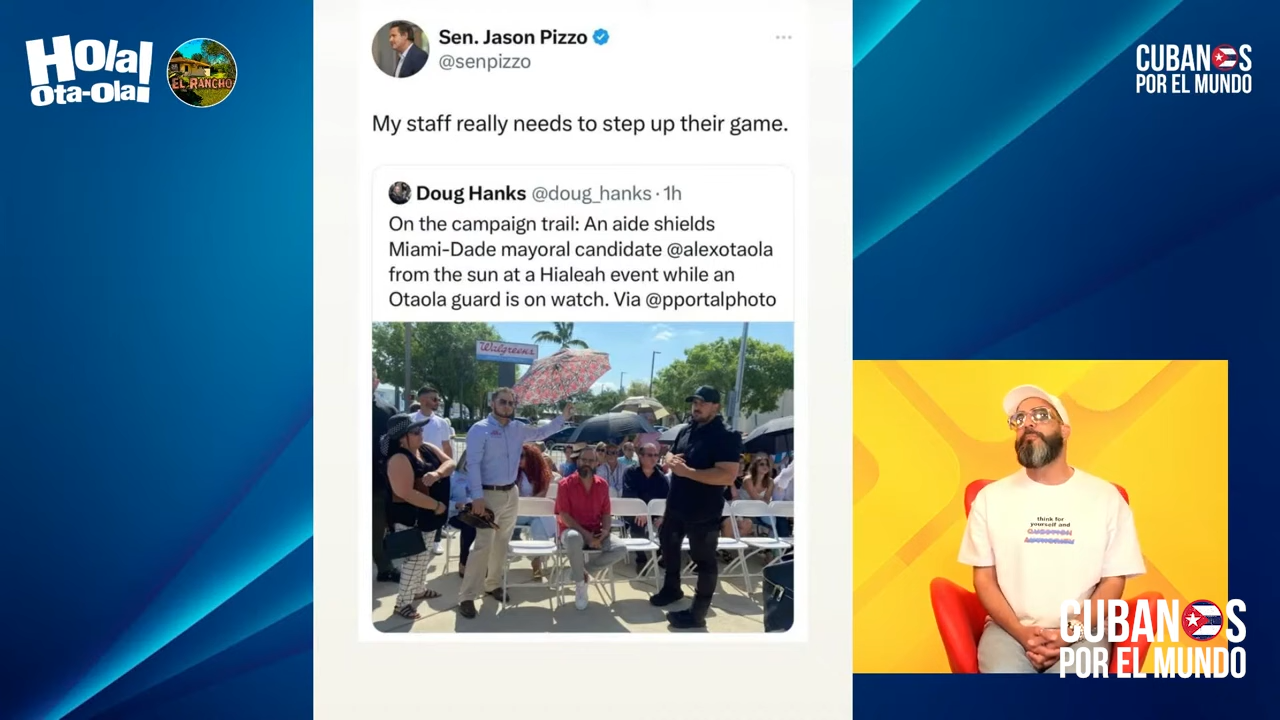 Hola!
Ota-Ola!
EL RANCHO
Sen. Jason Pizzo
@senpizzo
My staff really needs to step up their game.
Doug Hanks @doug_hanks · 1h
On the campaign trail: An aide shields
Miami-Dade mayoral candidate @alexotaola
from the sun at a Hialeah event while an
Otaola guard is on watch. Via @pportalphoto
Walgreens
CUBANOS
POR EL MUNDO
think for
yourself and
QUESTION
AUTHORITY
CUBANOS
POR EL MUNDO